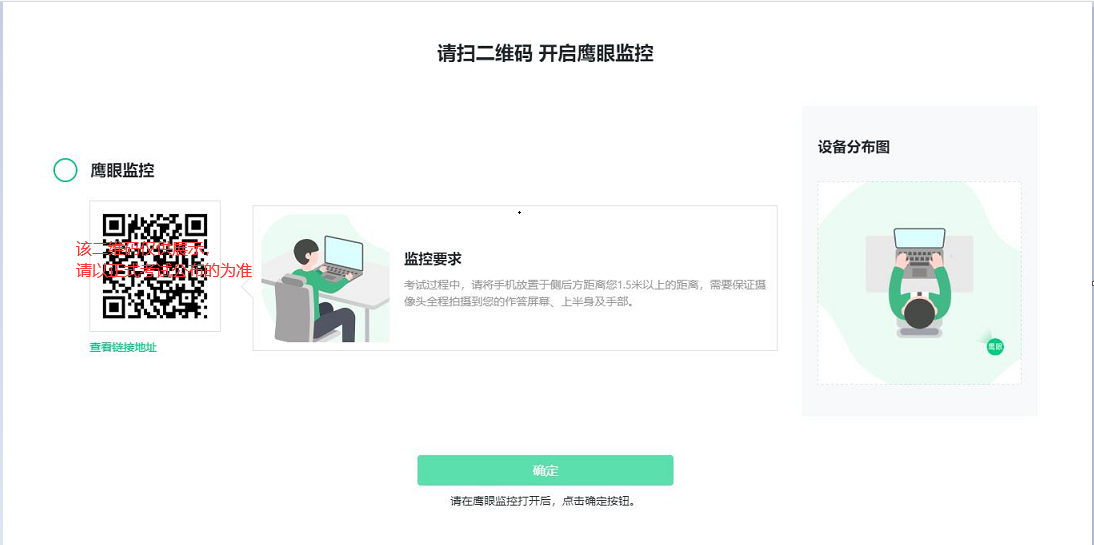 请扫二维码 开启鹰眼监控
鹰眼监控
该二维码仅供展示
请以正式考试公布的为准
查看链接地址
监控要求
考试过程中，请将手机放置于侧后方距离您1.5米以上的距离，需要保证摄
像头全程拍摄到您的作答屏幕、上半身及手部。
设备分布图
鹰眼
确定
请在鹰眼监控打开后，点击确定按钮。